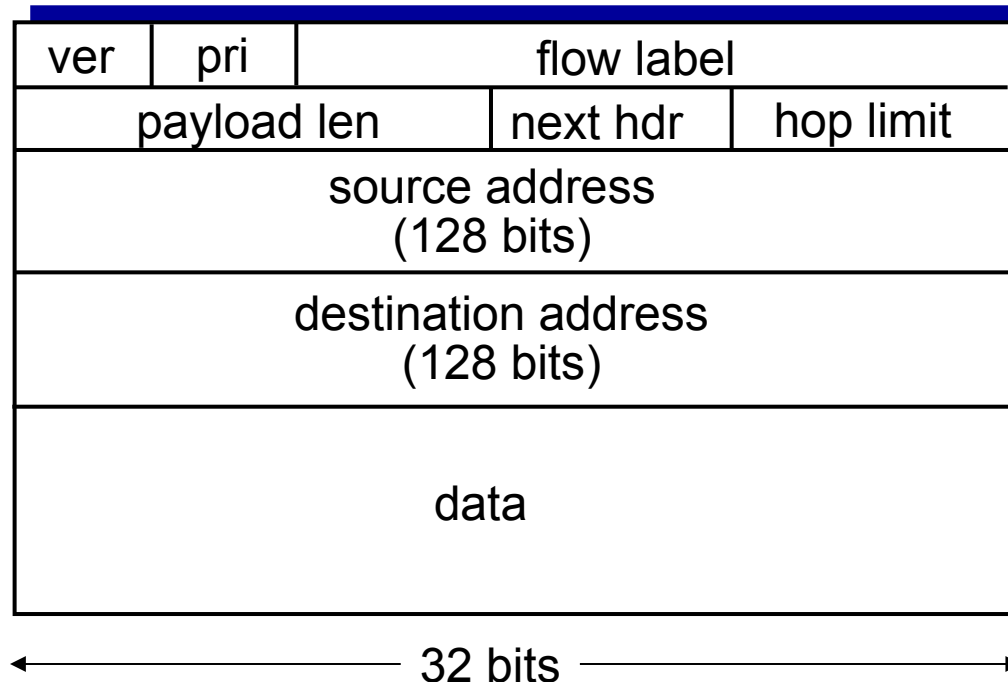 ver pri flow label
payload len next hdr hop limit
source address
(128 bits)
destination address
(128 bits)
data
32 bits